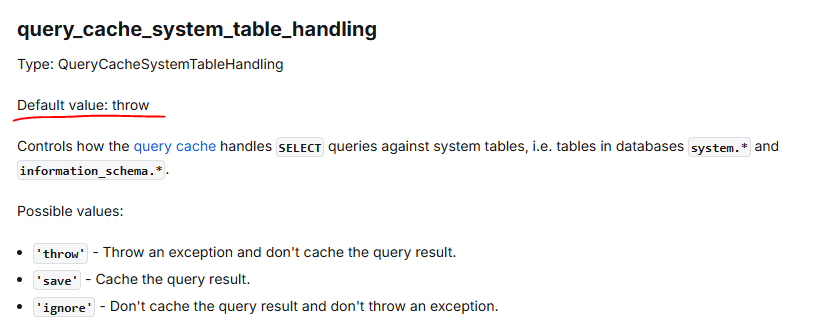 query_cache_system_table_handling
Type: QueryCacheSystemTableHandling
Default value: throw
Controls how the query cache handles SELECT queries against system tables, i.e. tables in databases system.* and
information_schema.*.
Possible values:
• 'throw' - Throw an exception and don't cache the query result.
• 'save' - Cache the query result.
• 'ignore' - Don't cache the query result and don't throw an exception.